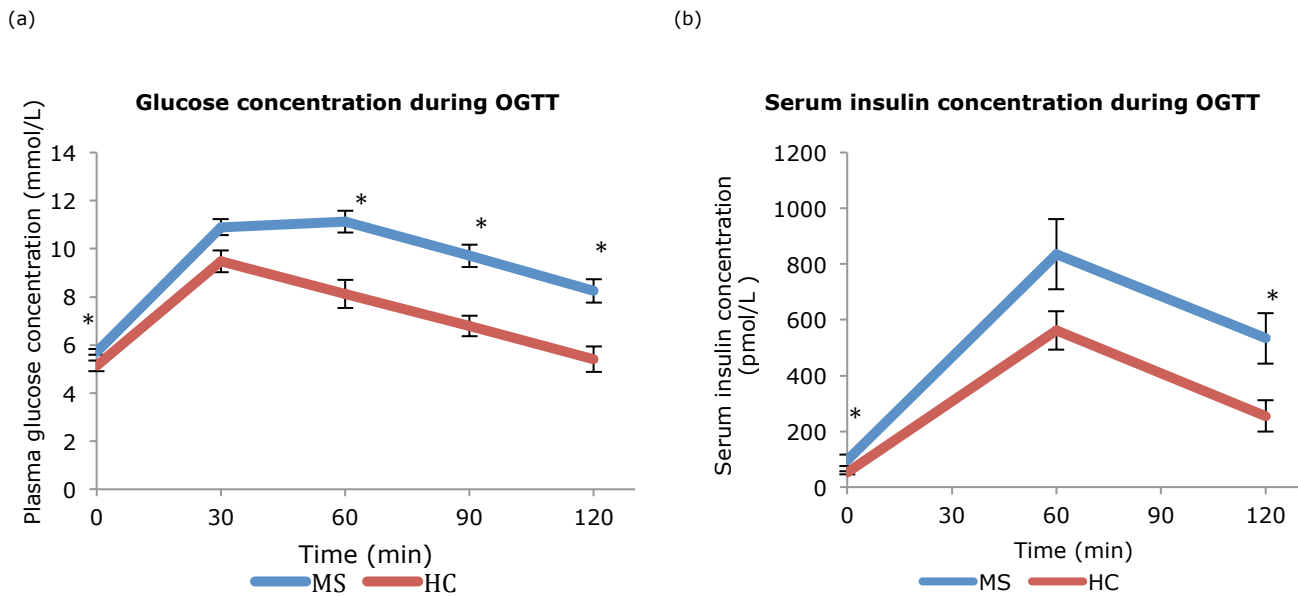 (a)
Glucose concentration during OGTT
Plasma glucose concentration (mmol/L)
14
12
10
8
6
4
2
0
*
*
*
*
0 30 60 90 120
Time (min)
MS HC
(b)
Serum insulin concentration during OGTT
Serum insulin concentration
(pmol/L )
1200
1000
800
600
400
200
0
*
*
0 30 60 90 120
Time (min)
MS HC